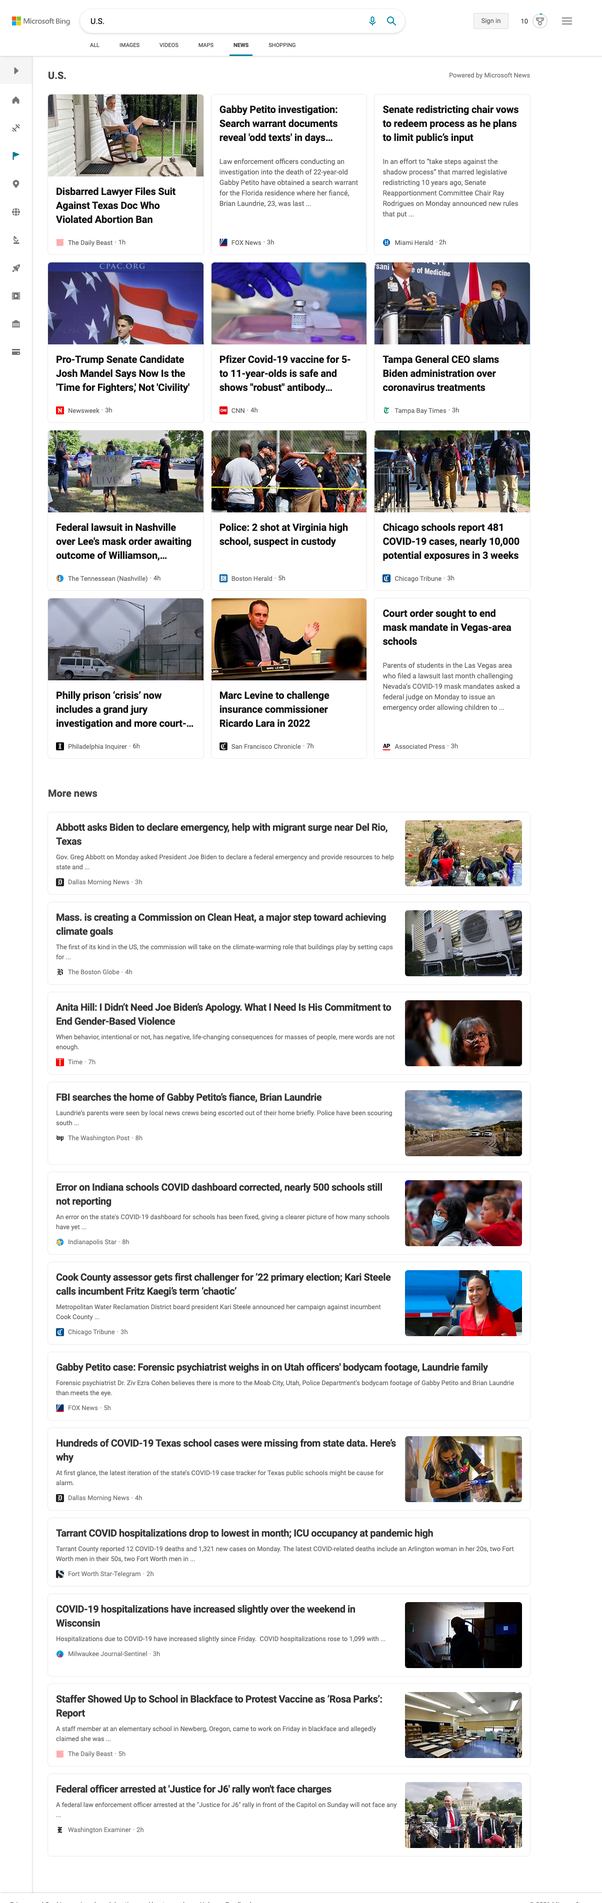 Microsoft Bing
U.S.
Sign in
10
ALL
IMAGES
VIDEOS
MAPS
NEWS
SHOPPING
U.S.
Powered by Microsoft News
Disbarred Lawyer Files Suit
Against Texas Doc Who
Violated Abortion Ban
The Daily Beast · 1h
Gabby Petito investigation:
Search warrant documents
reveal 'odd texts' in days...
Law enforcement officers conducting an
investigation into the death of 22-year-old
Gabby Petito have obtained a search warrant
for the Florida residence where her fiancé,
Brian Laundrie, 23, was last ...
FOX News · 3h
Senate redistricting chair vows
to redeem process as he plans
to limit public's input
In an effort to "take steps against the
shadow process" that marred legislative
redistricting 10 years ago, Senate
Reapportionment Committee Chair Ray
Rodrigues on Monday announced new rules
that put ...
Miami Herald · 2h
CPAC.ORG
Pro-Trump Senate Candidate
Josh Mandel Says Now Is the
'Time for Fighters,' Not 'Civility'
Newsweek · 3h
Pfizer Covid-19 vaccine for 5-
to 11-year-olds is safe and
shows "robust" antibody...
CNN · 4h
of Medicine
Tampa General CEO slams
Biden administration over
coronavirus treatments
Tampa Bay Times · 3h
Federal lawsuit in Nashville
over Lee's mask order awaiting
outcome of Williamson,...
The Tennessean (Nashville) · 4h
Police: 2 shot at Virginia high
school, suspect in custody
Boston Herald · 5h
Chicago schools report 481
COVID-19 cases, nearly 10,000
potential exposures in 3 weeks
Chicago Tribune · 3h
Philly prison 'crisis' now
includes a grand jury
investigation and more court-...
Philadelphia Inquirer · 6h
Marc Levine to challenge
insurance commissioner
Ricardo Lara in 2022
San Francisco Chronicle · 7h
Court order sought to end
mask mandate in Vegas-area
schools
Parents of students in the Las Vegas area
who filed a lawsuit last month challenging
Nevada's COVID-19 mask mandates asked a
federal judge on Monday to issue an
emergency order allowing children to ...
AP Associated Press · 3h
More news
Abbott asks Biden to declare emergency, help with migrant surge near Del Rio,
Texas
Gov. Greg Abbott on Monday asked President Joe Biden to declare a federal emergency and provide resources to help
state and ...
Dallas Morning News · 3h
Mass. is creating a Commission on Clean Heat, a major step toward achieving
climate goals
The first of its kind in the US, the commission will take on the climate-warming role that buildings play by setting caps
for ...
The Boston Globe · 4h
Anita Hill: I Didn't Need Joe Biden's Apology. What I Need Is His Commitment to
End Gender-Based Violence
When behavior, intentional or not, has negative, life-changing consequences for masses of people, mere words are not
enough.
Time · 7h
FBI searches the home of Gabby Petito's fiance, Brian Laundrie
Laundrie's parents were seen by local news crews being escorted out of their home briefly. Police have been scouring
south ...
The Washington Post · 8h
Error on Indiana schools COVID dashboard corrected, nearly 500 schools still
not reporting
An error on the state's COVID-19 dashboard for schools has been fixed, giving a clearer picture of how many schools
have yet ...
Indianapolis Star · 8h
Cook County assessor gets first challenger for '22 primary election; Kari Steele
calls incumbent Fritz Kaegi's term 'chaotic'
Metropolitan Water Reclamation District board president Kari Steele announced her campaign against incumbent
Cook County ...
Chicago Tribune · 3h
Gabby Petito case: Forensic psychiatrist weighs in on Utah officers' bodycam footage, Laundrie family
Forensic psychiatrist Dr. Ziv Ezra Cohen believes there is more to the Moab City, Utah, Police Department's bodycam footage of Gabby Petito and Brian Laundrie
than meets the eye.
FOX News · 5h
Hundreds of COVID-19 Texas school cases were missing from state data. Here's
why
At first glance, the latest iteration of the state's COVID-19 case tracker for Texas public schools might be cause for
alarm.
Dallas Morning News · 4h
Tarrant COVID hospitalizations drop to lowest in month; ICU occupancy at pandemic high
Tarrant County reported 12 COVID-19 deaths and 1,321 new cases on Monday. The latest COVID-related deaths include an Arlington woman in her 20s, two Fort
Worth men in their 50s, two Fort Worth men in ...
Fort Worth Star-Telegram · 2h
COVID-19 hospitalizations have increased slightly over the weekend in
Wisconsin
Hospitalizations due to COVID-19 have increased slightly since Friday. COVID hospitalizations rose to 1,099 with ...
Milwaukee Journal-Sentinel · 3h
Staffer Showed Up to School in Blackface to Protest Vaccine as 'Rosa Parks':
Report
A staff member at an elementary school in Newberg, Oregon, came to work on Friday in blackface and allegedly
claimed she was ...
The Daily Beast · 5h
Federal officer arrested at 'Justice for J6' rally won't face charges
A federal law enforcement officer arrested at the "Justice for J6" rally in front of the Capitol on Sunday will not face any
...
Washington Examiner · 2h